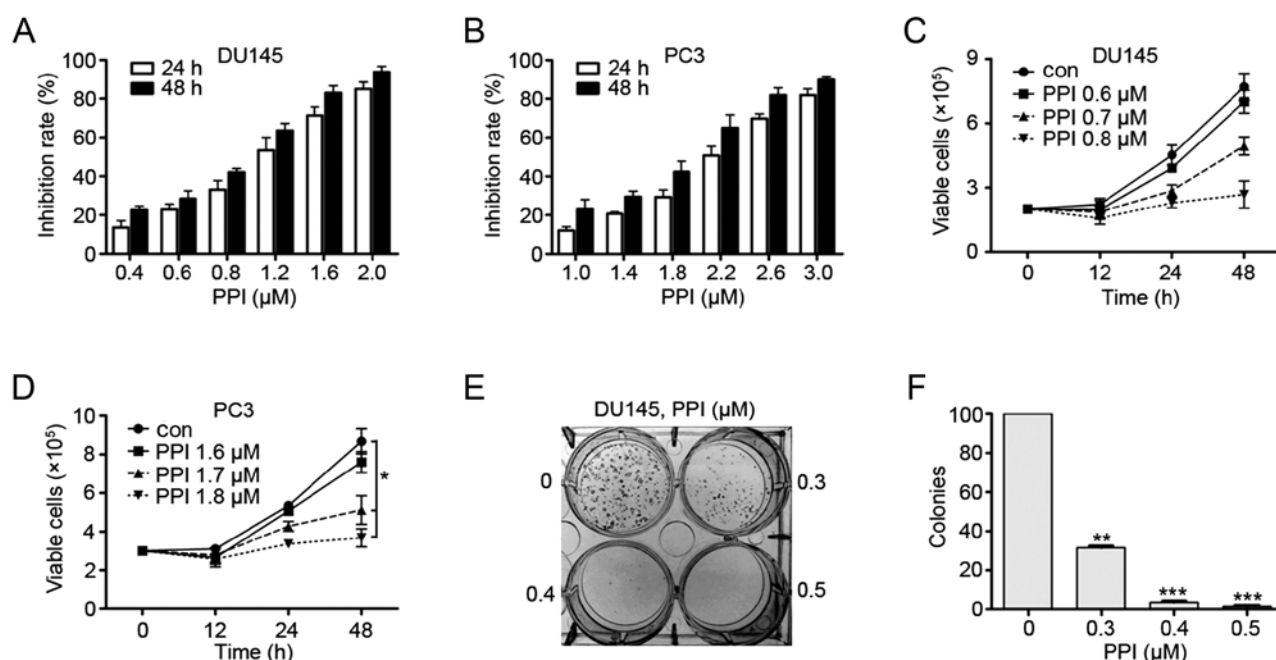 A
DU145
24 h
48 h
Inhibition rate (%)
100
80
60
40
20
0
0.4 0.6 0.8 1.2 1.6 2.0
PPI (µM)
B
PC3
24 h
48 h
Inhibition rate (%)
100
80
60
40
20
0
1.0 1.4 1.8 2.2 2.6 3.0
PPI (µM)
C
DU145
con
PPI 0.6 µM
PPI 0.7 µM
PPI 0.8 µM
Viable cells (×10⁵)
9
6
2
0
0 12 24 48
Time (h)
D
PC3
con
PPI 1.6 µM
PPI 1.7 µM
PPI 1.8 µM
*
Viable cells (×10⁵)
10
8
6
4
2
0
0 12 24 48
Time (h)
E
DU145, PPI (µM)
0
0.3
0.4
0.5
F
Colonies
100
80
60
40
20
0
**
***
***
0 0.3 0.4 0.5
PPI (µM)